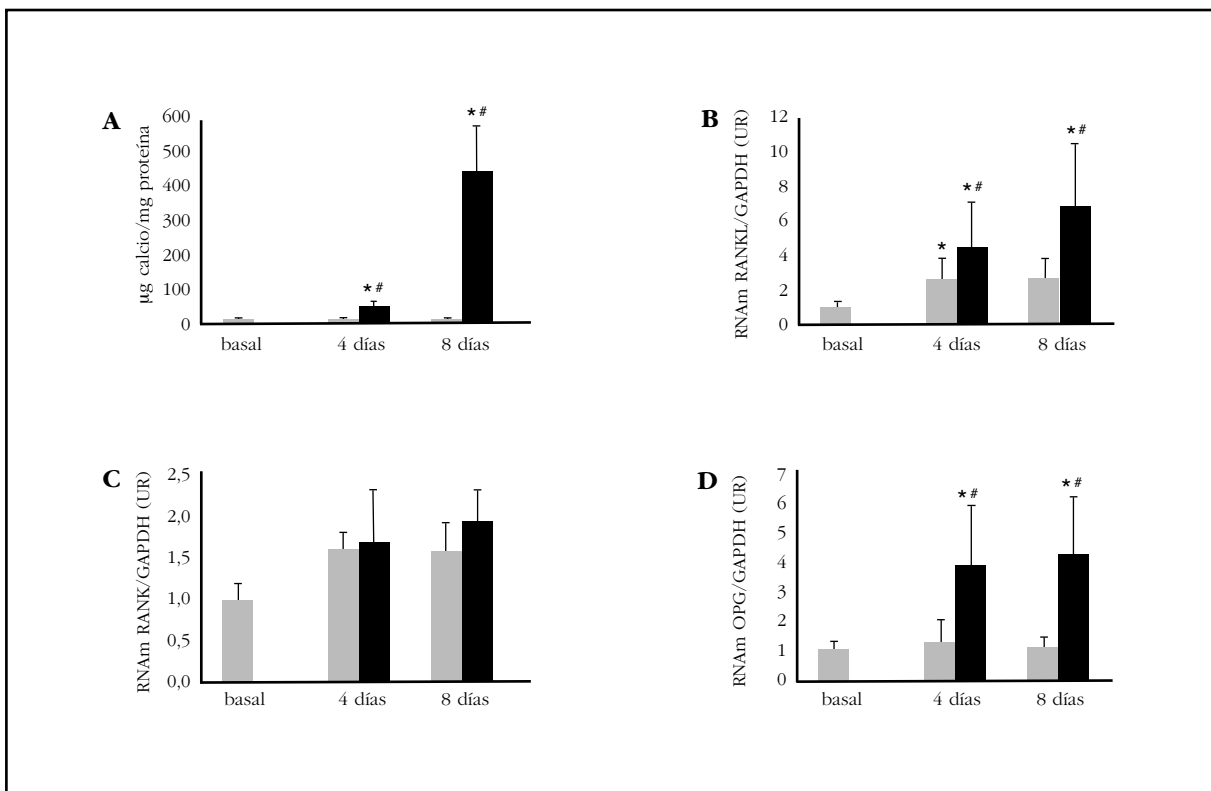 A
µg calcio/mg proteína
600
500
400
300
200
100
0
*#
*#
basal
4 días
8 días
B
RNAm RANKL/GAPDH (UR)
12
10
8
6
4
2
0
*
*#
*#
basal
4 días
8 días
C
RNAm RANK/GAPDH (UR)
2,5
2,0
1,5
1,0
0,5
0,0
basal
4 días
8 días
D
RNAm OPG/GAPDH (UR)
7
6
5
4
3
2
1
0
*#
*#
basal
4 días
8 días